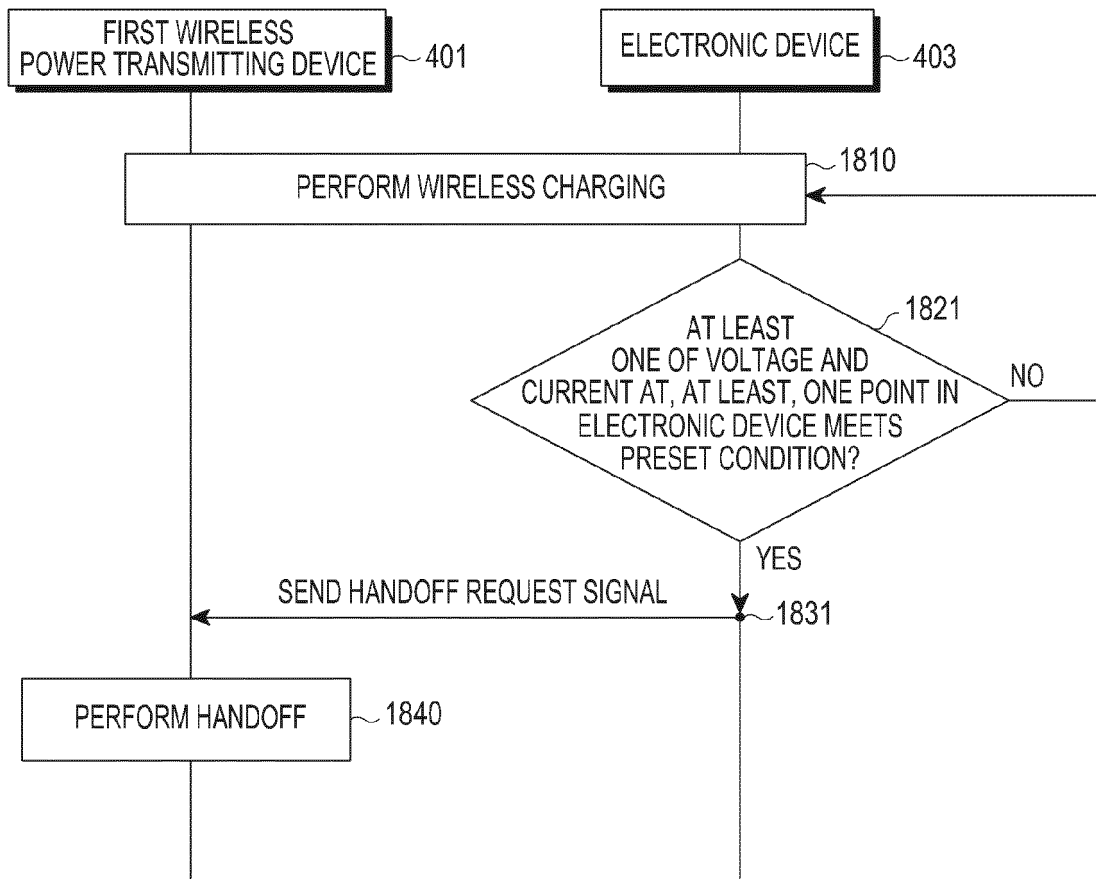 FIRST WIRELESS
POWER TRANSMITTING DEVICE
401
ELECTRONIC DEVICE
403
PERFORM WIRELESS CHARGING
1810
AT LEAST
ONE OF VOLTAGE AND
CURRENT AT, AT LEAST, ONE POINT IN
ELECTRONIC DEVICE MEETS
PRESET CONDITION?
1821
NO
YES
SEND HANDOFF REQUEST SIGNAL
1831
PERFORM HANDOFF
1840